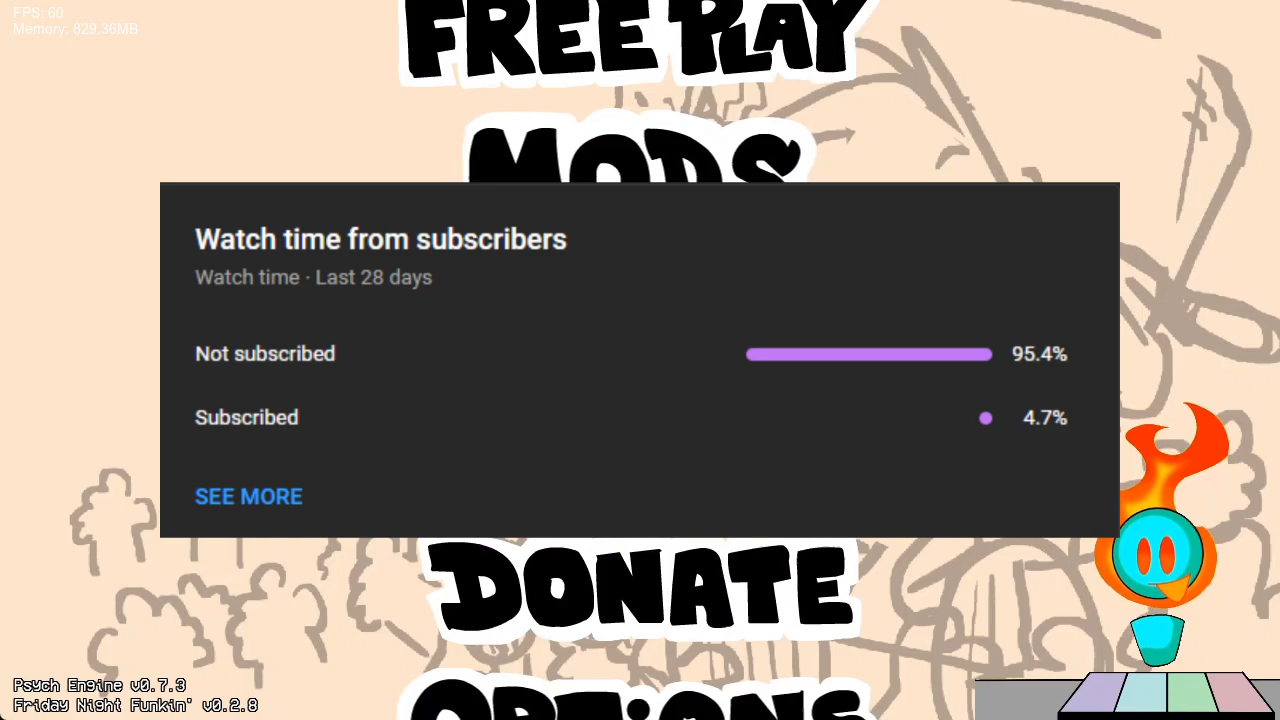 FPS: 60
Memory: 829.36MB
FREE PLAY
MODS
Watch time from subscribers
Watch time · Last 28 days
Not subscribed 95.4%
Subscribed 4.7%
SEE MORE
DONATE
OPTIONS
Psych Engine v0.7.3
Friday Night Funkin' v0.2.8